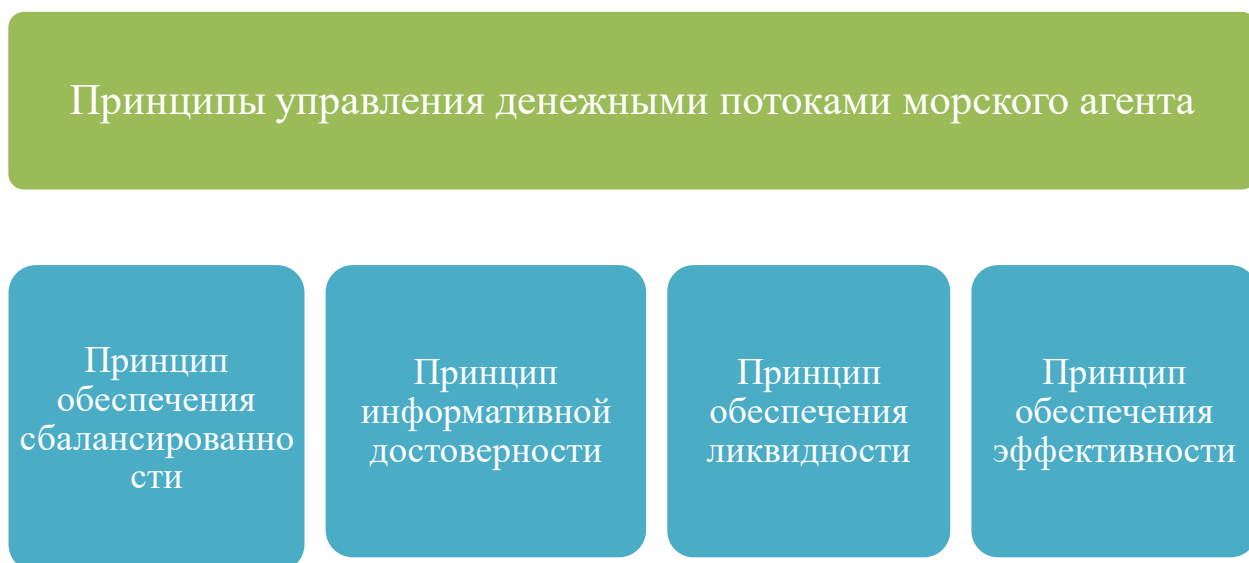 Принципы управления денежными потоками морского агента
Принцип
обеспечения
сбалансированно
сти
Принцип
информативной
достоверности
Принцип
обеспечения
ликвидности
Принцип
обеспечения
эффективности